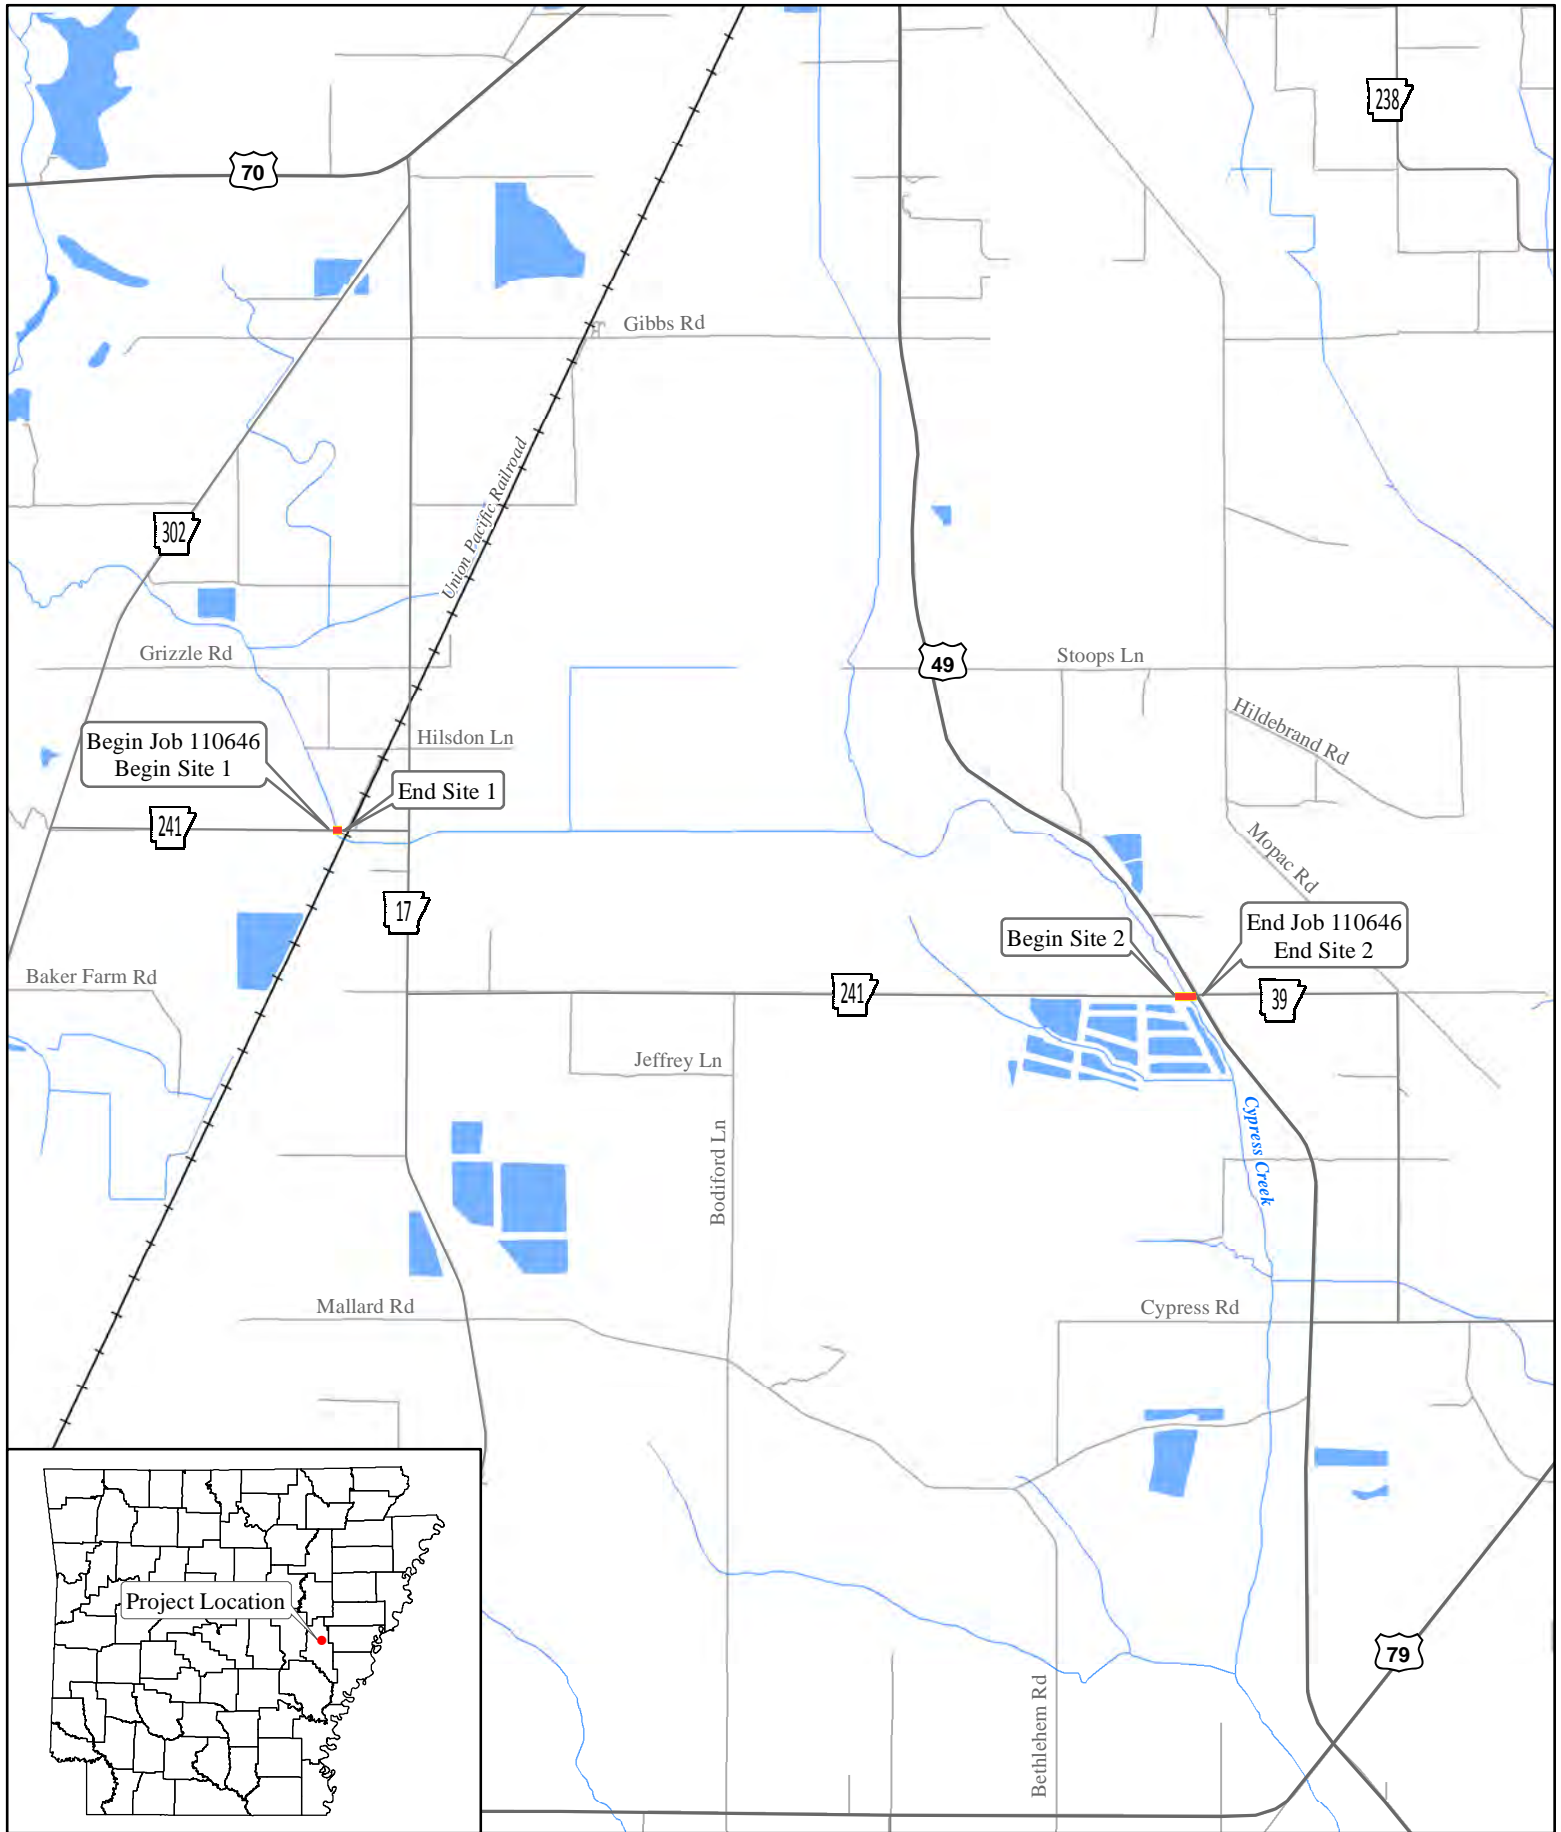 238
70
Gibbs Rd
Union Pacific Railroad
302
Grizzle Rd
49
Stoops Ln
Hildebrand Rd
Begin Job 110646
Begin Site 1
Hilsdon Ln
End Site 1
241
Mopac Rd
17
Begin Site 2
End Job 110646
End Site 2
Baker Farm Rd
241
39
Jeffrey Ln
Bodiford Ln
Cypress Creek
Mallard Rd
Cypress Rd
Project Location
79
Bethlehem Rd